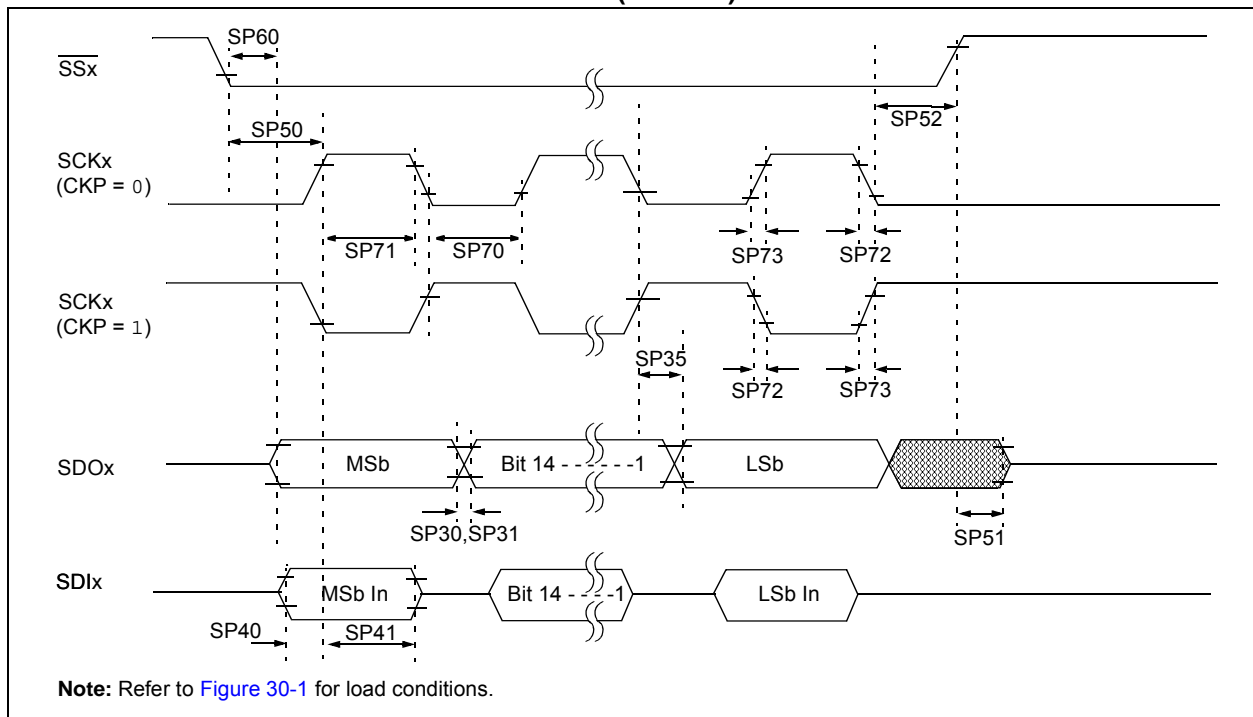 SP60
SSx
SP52
SP50
SCKx
(CKP = 0)
SP71
SP70
SP73
SP72
SCKx
(CKP = 1)
SP35
SP72
SP73
SDOx
MSb
Bit 14 - - - - - -1
LSb
SP30,SP31
SP51
SDIx
MSb In
Bit 14 - - - -1
LSb In
SP40
SP41
Note: Refer to Figure 30-1 for load conditions.